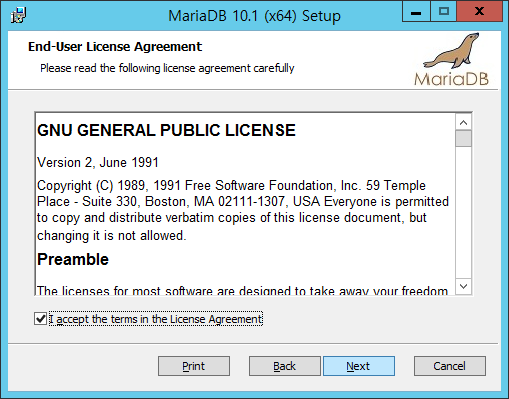 MariaDB 10.1 (x64) Setup
End-User License Agreement
Please read the following license agreement carefully
MariaDB
GNU GENERAL PUBLIC LICENSE
Version 2, June 1991
Copyright (C) 1989, 1991 Free Software Foundation, Inc. 59 Temple
Place - Suite 330, Boston, MA 02111-1307, USA Everyone is permitted
to copy and distribute verbatim copies of this license document, but
changing it is not allowed.
Preamble
The licenses for most software are designed to take away your freedom
I accept the terms in the License Agreement
Print Back Next Cancel